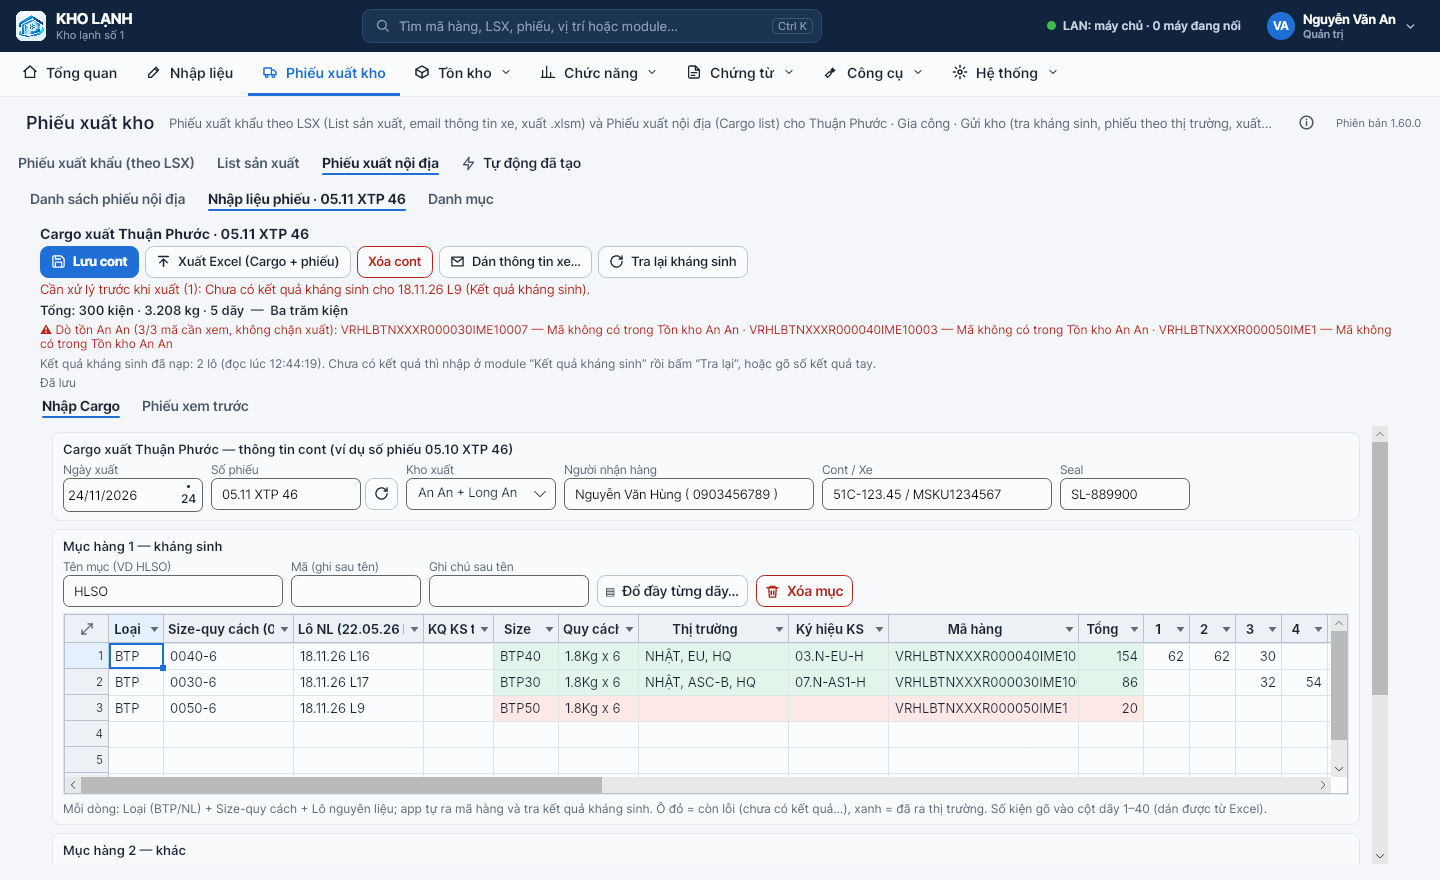 KHO LẠNH
Kho lạnh số 1
Tìm mã hàng, LSX, phiếu, vị trí hoặc module...
Ctrl K
LAN: máy chủ · 0 máy đang nối
VA
Nguyễn Văn An
Quản trị
Tổng quan
Nhập liệu
Phiếu xuất kho
Tồn kho
Chức năng
Chứng từ
Công cụ
Hệ thống
Phiếu xuất kho
Phiếu xuất khẩu theo LSX (List sản xuất, email thông tin xe, xuất .xlsm) và Phiếu xuất nội địa (Cargo list) cho Thuận Phước · Gia công · Gửi kho (tra kháng sinh, phiếu theo thị trường, xuất...
Phiên bản 1.60.0
Phiếu xuất khẩu (theo LSX)
List sản xuất
Phiếu xuất nội địa
Tự động đã tạo
Danh sách phiếu nội địa
Nhập liệu phiếu · 05.11 XTP 46
Danh mục
Cargo xuất Thuận Phước · 05.11 XTP 46
Lưu cont
Xuất Excel (Cargo + phiếu)
Xóa cont
Dán thông tin xe...
Tra lại kháng sinh
Cần xử lý trước khi xuất (1): Chưa có kết quả kháng sinh cho 18.11.26 L9 (Kết quả kháng sinh).
Tổng: 300 kiện · 3.208 kg · 5 dãy — Ba trăm kiện
⚠ Dò tồn An An (3/3 mã cần xem, không chặn xuất): VRHLBTNXXXR000030IME10007 — Mã không có trong Tồn kho An An · VRHLBTNXXXR000040IME10003 — Mã không có trong Tồn kho An An · VRHLBTNXXXR000050IME1 — Mã không
có trong Tồn kho An An
Kết quả kháng sinh đã nạp: 2 lô (đọc lúc 12:44:19). Chưa có kết quả thì nhập ở module “Kết quả kháng sinh” rồi bấm “Tra lại”, hoặc gõ số kết quả tay.
Đã lưu
Nhập Cargo
Phiếu xem trước
Cargo xuất Thuận Phước — thông tin cont (ví dụ số phiếu 05.10 XTP 46)
Ngày xuất
Số phiếu
Kho xuất
Người nhận hàng
Cont / Xe
Seal
24/11/2026
24
05.11 XTP 46
An An + Long An
Nguyễn Văn Hùng ( 0903456789 )
51C-123.45 / MSKU1234567
SL-889900
Mục hàng 1 — kháng sinh
Tên mục (VD HLSO)
Mã (ghi sau tên)
Ghi chú sau tên
HLSO
Đổ đầy từng dãy...
Xóa mục
Loại Size-quy cách (0 Lô NL (22.05.26 KQ KS t Size Quy cách Thị trường Ký hiệu KS Mã hàng Tổng 1 2 3 4
1 BTP 0040-6 18.11.26 L16 BTP40 1.8Kg x 6 NHẬT, EU, HQ 03.N-EU-H VRHLBTNXXXR000040IME10 154 62 62 30
2 BTP 0030-6 18.11.26 L17 BTP30 1.8Kg x 6 NHẬT, ASC-B, HQ 07.N-AS1-H VRHLBTNXXXR000030IME10 86 32 54
3 BTP 0050-6 18.11.26 L9 BTP50 1.8Kg x 6 VRHLBTNXXXR000050IME1 20
4
5
Mỗi dòng: Loại (BTP/NL) + Size-quy cách + Lô nguyên liệu; app tự ra mã hàng và tra kết quả kháng sinh. Ô đỏ = còn lỗi (chưa có kết quả...), xanh = đã ra thị trường. Số kiện gõ vào cột dãy 1–40 (dán được từ Excel).
Mục hàng 2 — khác